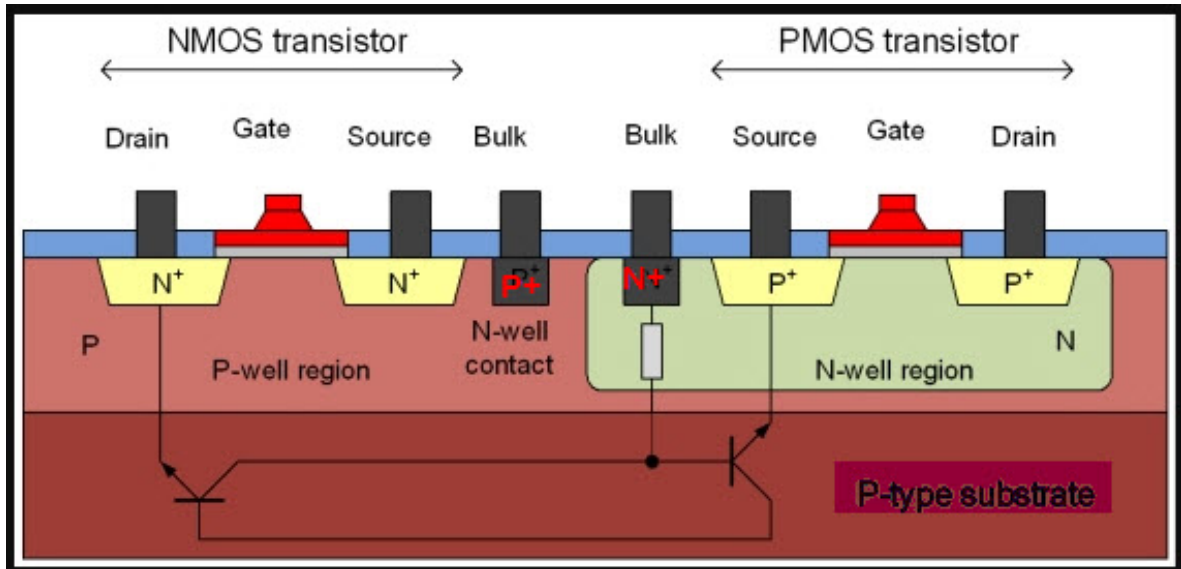 NMOS transistor
PMOS transistor
Drain
Gate
Source
Bulk
Bulk
Source
Gate
Drain
N+
N+
P+
N+
P+
P+
P
P-well region
N-well
contact
N-well region
N
P-type substrate